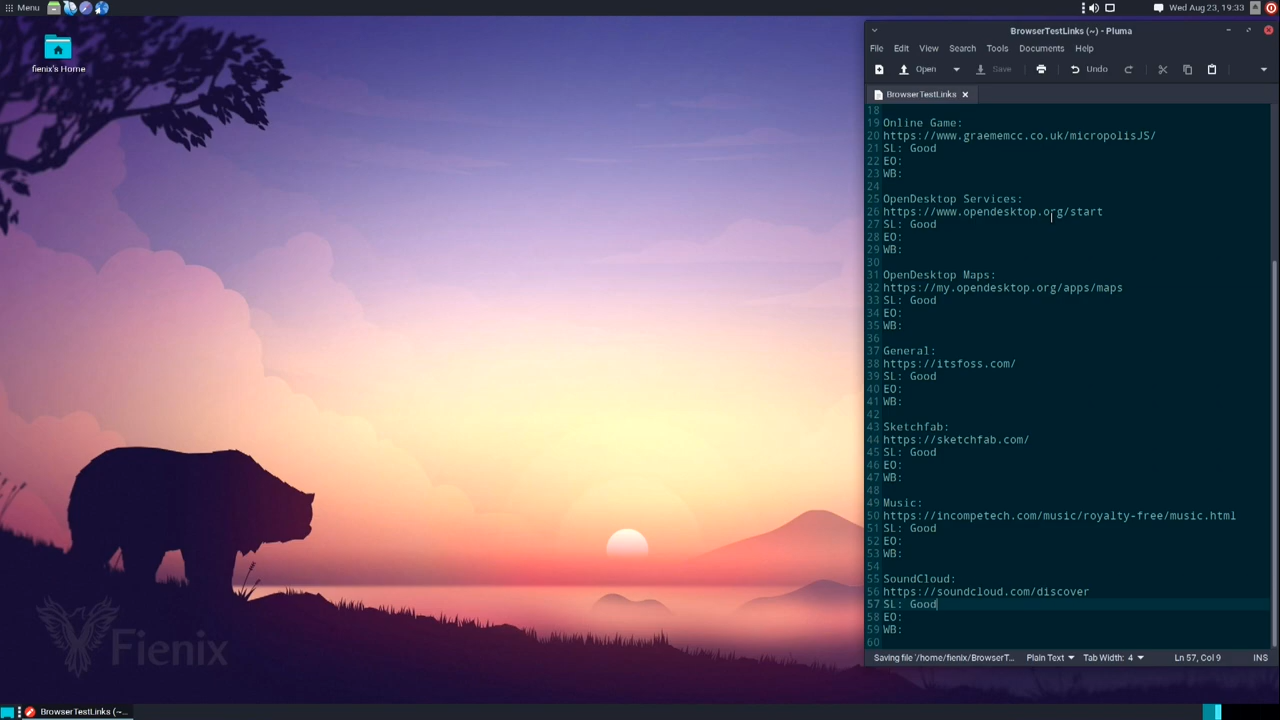 Menu
Wed Aug 23, 19:33
fienix's Home
BrowserTestLinks (~) - Pluma
File Edit View Search Tools Documents Help
Open Save Undo
BrowserTestLinks
18
19 Online Game:
20 https://www.graememcc.co.uk/micropolisJS/
21 SL: Good
22 EO:
23 WB:
24
25 OpenDesktop Services:
26 https://www.opendesktop.org/start
27 SL: Good
28 EO:
29 WB:
30
31 OpenDesktop Maps:
32 https://my.opendesktop.org/apps/maps
33 SL: Good
34 EO:
35 WB:
36
37 General:
38 https://itsfoss.com/
39 SL: Good
40 EO:
41 WB:
42
43 Sketchfab:
44 https://sketchfab.com/
45 SL: Good
46 EO:
47 WB:
48
49 Music:
50 https://incompetech.com/music/royalty-free/music.html
51 SL: Good
52 EO:
53 WB:
54
55 SoundCloud:
56 https://soundcloud.com/discover
57 SL: Good
58 EO:
59 WB:
60
Saving file '/home/fienix/BrowserT... Plain Text Tab Width: 4 Ln 57, Col 9 INS
Fienix
BrowserTestLinks (~...